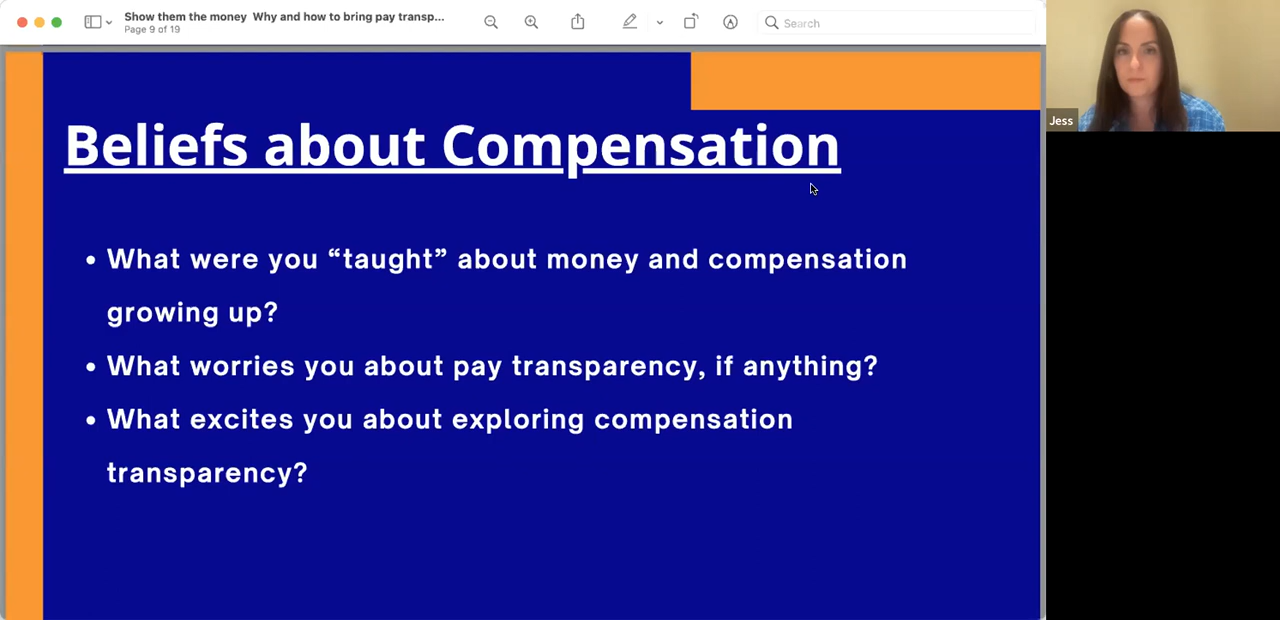 Show them the money  Why and how to bring pay transp...
Page 9 of 19
Search
Beliefs about Compensation
• What were you “taught” about money and compensation
growing up?
• What worries you about pay transparency, if anything?
• What excites you about exploring compensation
transparency?
Jess